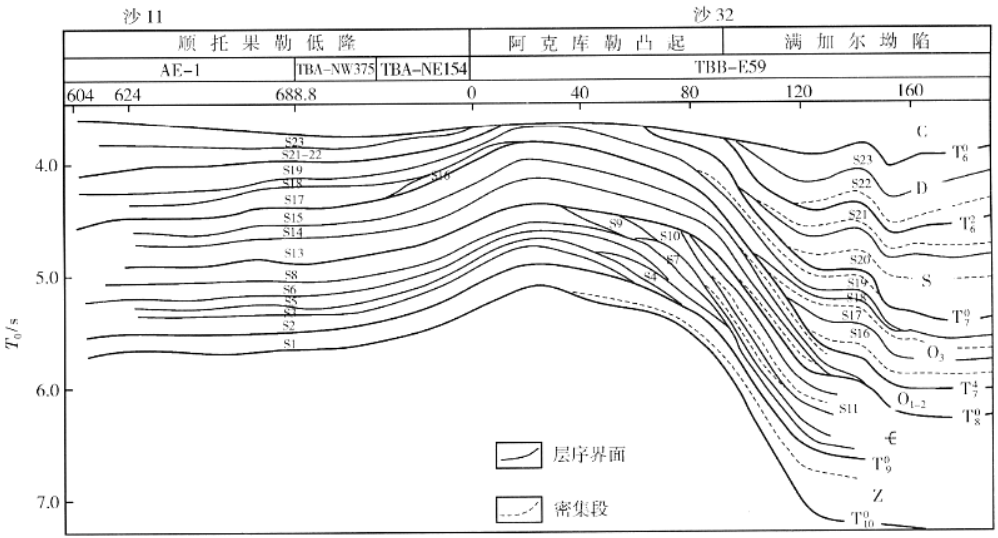 沙 11 沙 32
顺 托 果 勒 低 隆 阿 克 库 勒 凸 起 满 加 尔 坳 陷
AE-1 TBA-NW375 TBA-NE154 TBB-E59
604 624 688.8 0 40 80 120 160
T₀/s
4.0
5.0
6.0
7.0
S23
S21-22
S19
S18
S17
S16
S15
S14
S13
S8
S6
S5
S2
S1
S9
S10
S7
S4
S23
S22
S21
S20
S19
S18
S17
S16
S11
C
T₆⁰
D
T₆²
S
T₇⁰
O₃
T₇⁴
O₁₋₂
T₈⁰
Є
T₉⁰
Z
T₁₀⁰
层序界面
密集段